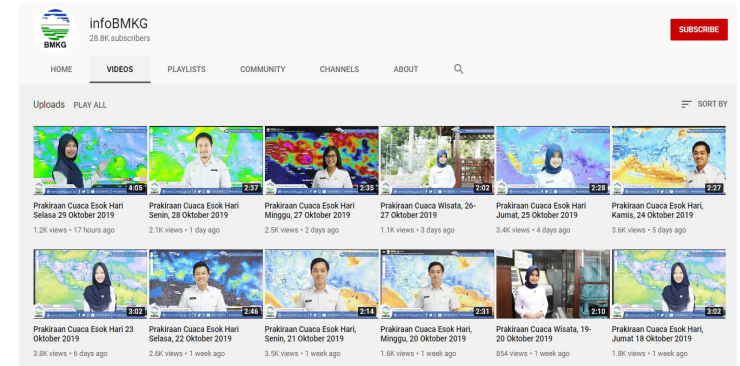 infoBMKG
28.8K subscribers
BMKG
SUBSCRIBE
HOME VIDEOS PLAYLISTS COMMUNITY CHANNELS ABOUT
Uploads PLAY ALL
SORT BY
4:05 2:37 2:35 2:02 2:28 2:27
Prakiraan Cuaca Esok Hari
Selasa 29 Oktober 2019
1.2K views • 17 hours ago
Prakiraan Cuaca Esok Hari
Senin, 28 Oktober 2019
2.1K views • 1 day ago
Prakiraan Cuaca Esok Hari
Minggu, 27 Oktober 2019
2.5K views • 2 days ago
Prakiraan Cuaca Wisata, 26-
27 Oktober 2019
1.1K views • 3 days ago
Prakiraan Cuaca Esok Hari
Jumat, 25 Oktober 2019
3.4K views • 4 days ago
Prakiraan Cuaca Esok Hari,
Kamis, 24 Oktober 2019
3.6K views • 5 days ago
3:02 2:46 2:14 2:31 2:10 3:02
Prakiraan Cuaca Esok Hari 23
Oktober 2019
3.8K views • 6 days ago
Prakiraan Cuaca Esok Hari
Selasa, 22 Oktober 2019
2.6K views • 1 week ago
Prakiraan Cuaca Esok Hari,
Senin, 21 Oktober 2019
3.5K views • 1 week ago
Prakiraan Cuaca Esok Hari,
Minggu, 20 Oktober 2019
1.6K views • 1 week ago
Prakiraan Cuaca Wisata, 19-
20 Oktober 2019
854 views • 1 week ago
Prakiraan Cuaca Esok Hari,
Jumat 18 Oktober 2019
1.8K views • 1 week ago